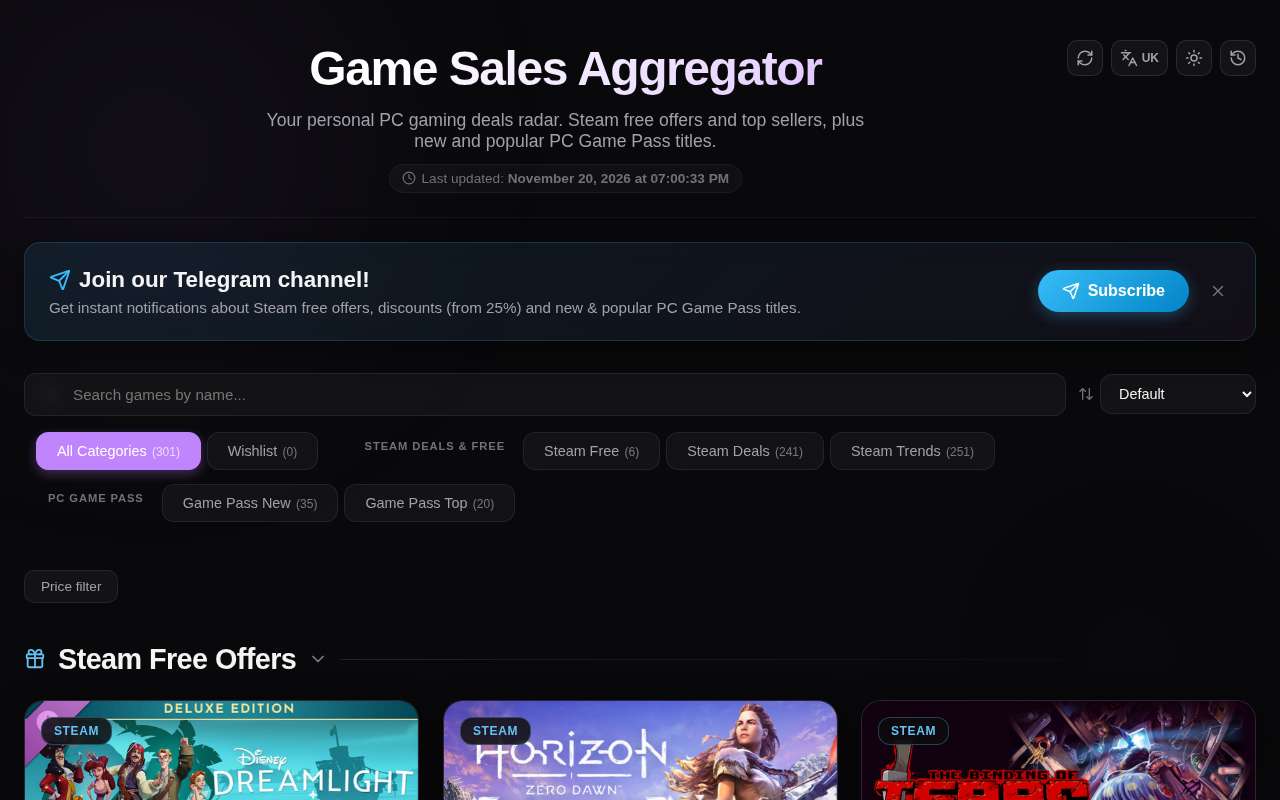 Game Sales Aggregator
UK
Your personal PC gaming deals radar. Steam free offers and top sellers, plus
new and popular PC Game Pass titles.
Last updated: November 20, 2026 at 07:00:33 PM
Join our Telegram channel!
Get instant notifications about Steam free offers, discounts (from 25%) and new & popular PC Game Pass titles.
Subscribe
Search games by name...
Default
All Categories (301)
Wishlist (0)
STEAM DEALS & FREE
Steam Free (6)
Steam Deals (241)
Steam Trends (251)
PC GAME PASS
Game Pass New (35)
Game Pass Top (20)
Price filter
Steam Free Offers
DELUXE EDITION
STEAM
Disney
DREAMLIGHT
STEAM
HORIZON
ZERO DAWN
STEAM
THE BINDING OF
ISAAC